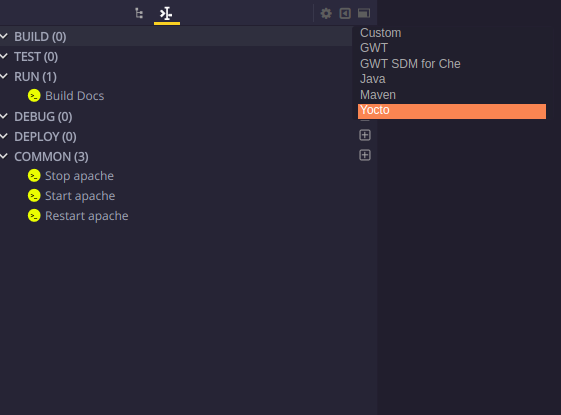 BUILD (0)
TEST (0)
RUN (1)
Build Docs
DEBUG (0)
DEPLOY (0)
COMMON (3)
Stop apache
Start apache
Restart apache
Custom
GWT
GWT SDM for Che
Java
Maven
Yocto